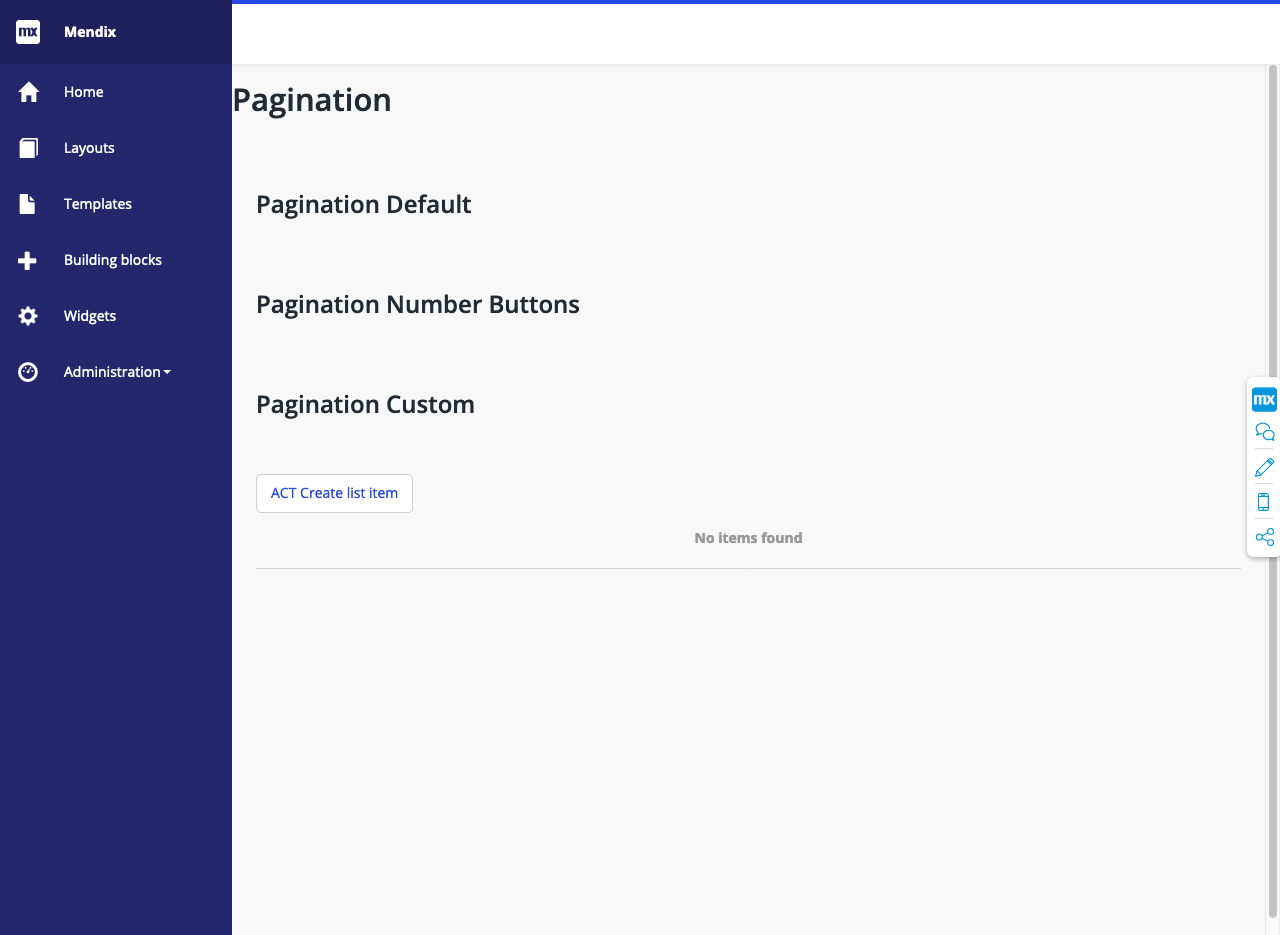 mx Mendix
Home
Layouts
Templates
Building blocks
Widgets
Administration
Pagination
Pagination Default
Pagination Number Buttons
Pagination Custom
ACT Create list item
No items found
mx